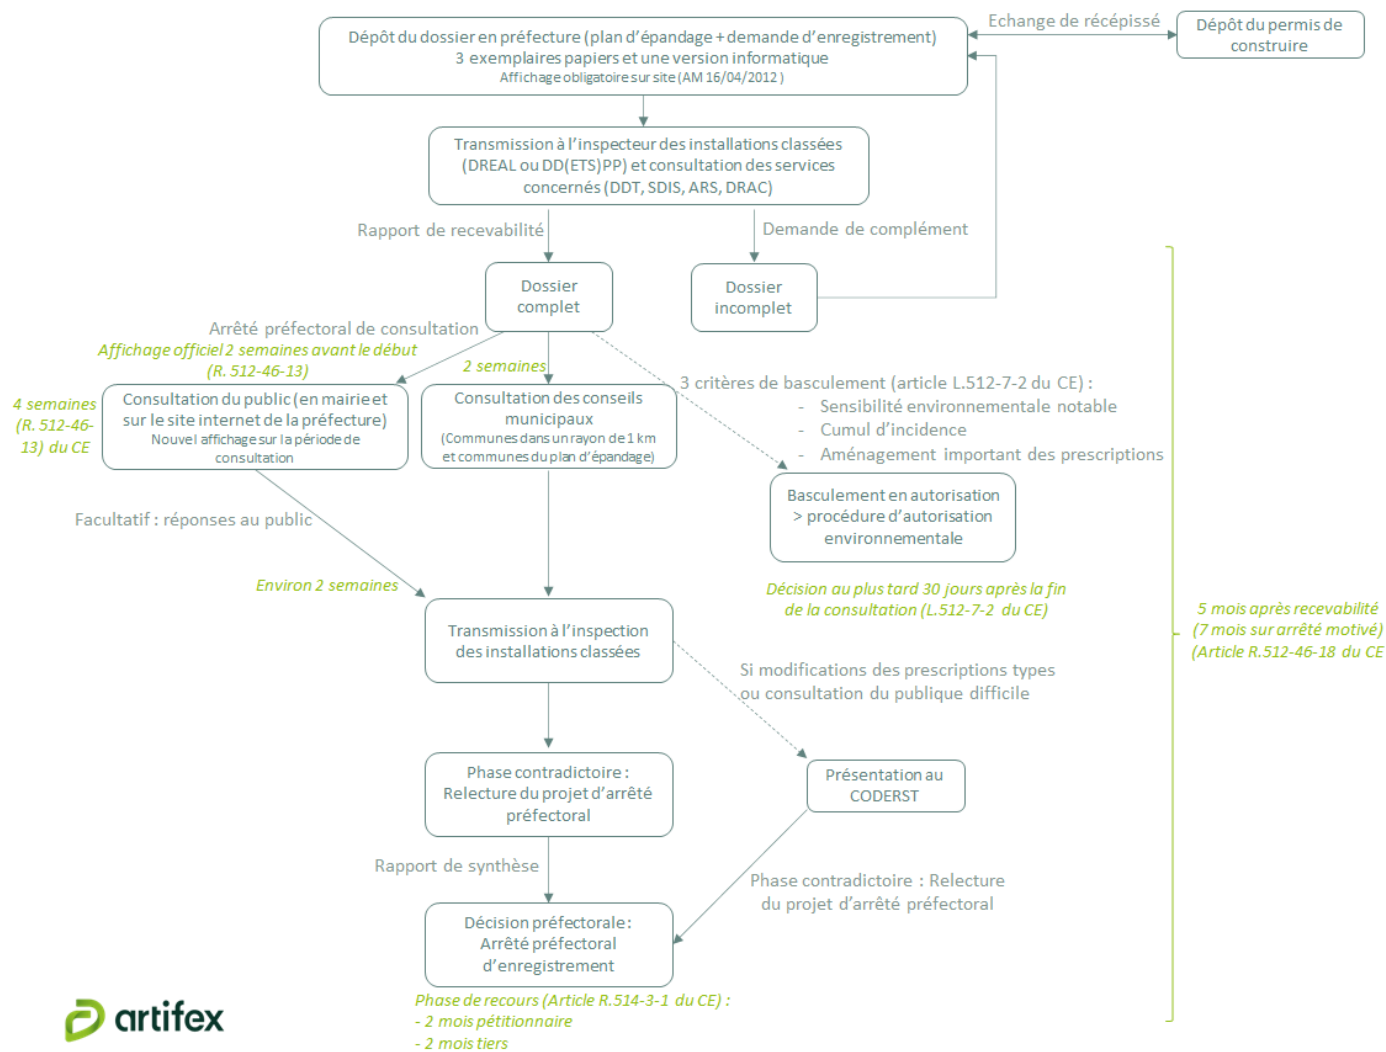 Echange de récépissé
Dépôt du permis de
construire
Dépôt du dossier en préfecture (plan d'épandage + demande d'enregistrement)
3 exemplaires papiers et une version informatique
Affichage obligatoire sur site (AM 16/04/2012 )
Transmission à l'inspecteur des installations classées
(DREAL ou DD(ETS)PP) et consultation des services
concernés (DDT, SDIS, ARS, DRAC)
Rapport de recevabilité
Demande de complément
Dossier
complet
Dossier
incomplet
Arrêté préfectoral de consultation
Affichage officiel 2 semaines avant le début
(R. 512-46-13)
2 semaines
4 semaines
(R. 512-46-
13) du CE
Consultation du public (en mairie et
sur le site internet de la préfecture)
Nouvel affichage sur la période de
consultation
Consultation des conseils
municipaux
(Communes dans un rayon de 1 km
et communes du plan d'épandage)
3 critères de basculement (article L.512-7-2 du CE) :
- Sensibilité environnementale notable
- Cumul d'incidence
- Aménagement important des prescriptions
Basculement en autorisation
> procédure d'autorisation
environnementale
Facultatif : réponses au public
Environ 2 semaines
Décision au plus tard 30 jours après la fin
de la consultation (L.512-7-2 du CE)
5 mois après recevabilité
(7 mois sur arrêté motivé)
(Article R.512-46-18 du CE
Transmission à l'inspection
des installations classées
Si modifications des prescriptions types
ou consultation du publique difficile
Phase contradictoire :
Relecture du projet d'arrêté
préfectoral
Présentation au
CODERST
Rapport de synthèse
Phase contradictoire : Relecture
du projet d'arrêté préfectoral
Décision préfectorale :
Arrêté préfectoral
d'enregistrement
Phase de recours (Article R.514-3-1 du CE) :
- 2 mois pétitionnaire
- 2 mois tiers
artifex